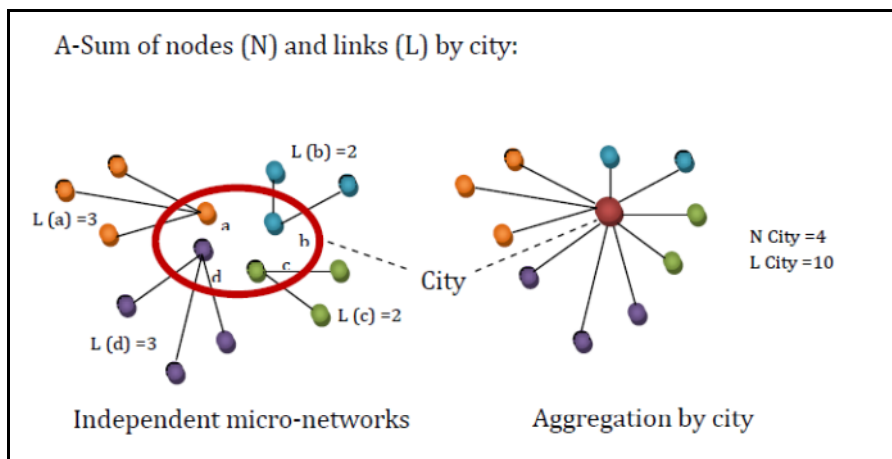 A-Sum of nodes (N) and links (L) by city:
L (b) =2
L (a) =3
a
b
N City =4
L City =10
c
d
City
L (c) =2
L (d) =3
Independent micro-networks
Aggregation by city